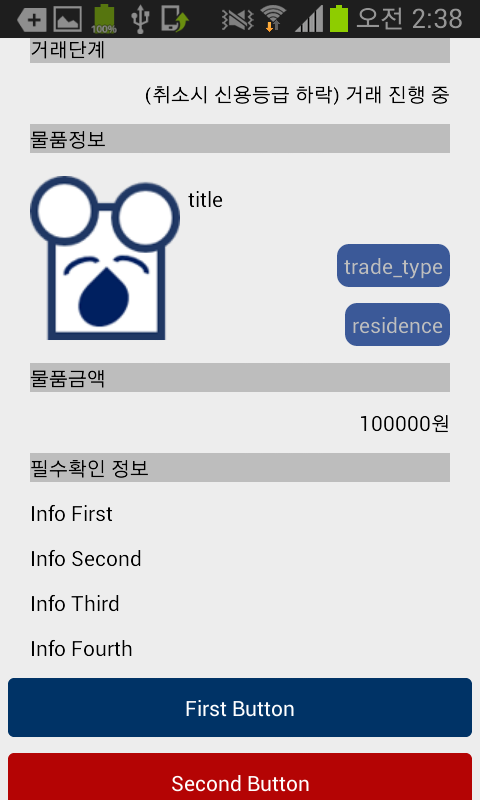 100%
오전 2:38
거래단계
(취소시 신용등급 하락) 거래 진행 중
물품정보
title
trade_type
residence
물품금액
100000원
필수확인 정보
Info First
Info Second
Info Third
Info Fourth
First Button
Second Button